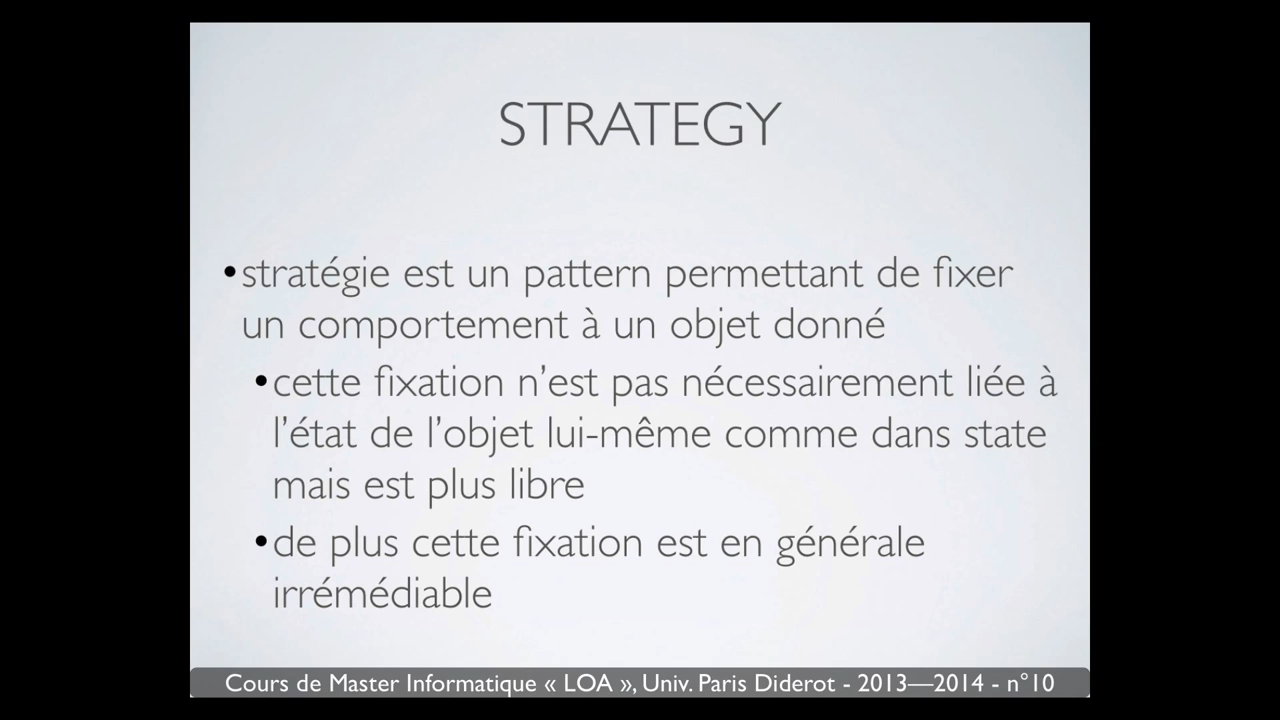 STRATEGY
•stratégie est un pattern permettant de fixer
un comportement à un objet donné
•cette fixation n’est pas nécessairement liée à
l’état de l’objet lui-même comme dans state
mais est plus libre
•de plus cette fixation est en générale
irrémédiable
Cours de Master Informatique « LOA », Univ. Paris Diderot - 2013—2014 - n°10